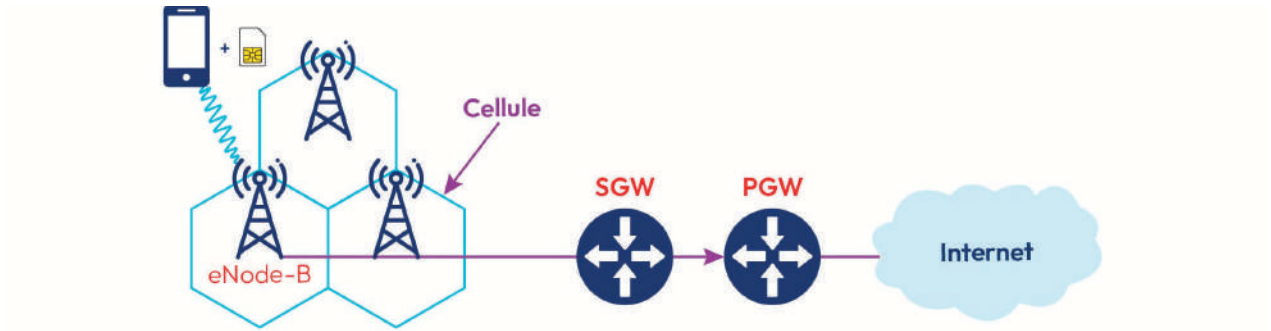 +
Cellule
SGW
PGW
Internet
eNode-B